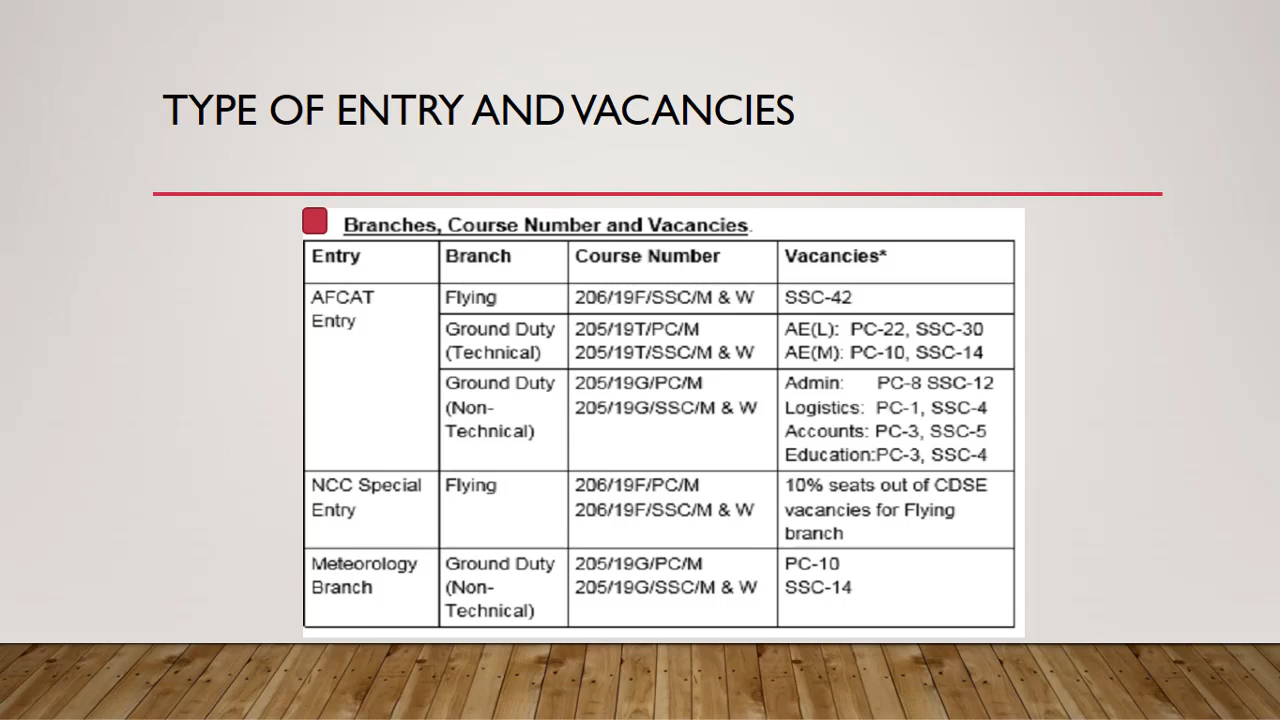 TYPE OF ENTRY AND VACANCIES
Branches, Course Number and Vacancies.
Entry Branch Course Number Vacancies*
AFCAT Entry
Flying 206/19F/SSC/M & W SSC-42
Ground Duty (Technical)
205/19T/PC/M
205/19T/SSC/M & W
AE(L): PC-22, SSC-30
AE(M): PC-10, SSC-14
Ground Duty (Non-Technical)
205/19G/PC/M
205/19G/SSC/M & W
Admin: PC-8 SSC-12
Logistics: PC-1, SSC-4
Accounts: PC-3, SSC-5
Education:PC-3, SSC-4
NCC Special Entry
Flying
206/19F/PC/M
206/19F/SSC/M & W
10% seats out of CDSE
vacancies for Flying
branch
Meteorology Branch
Ground Duty (Non-Technical)
205/19G/PC/M
205/19G/SSC/M & W
PC-10
SSC-14